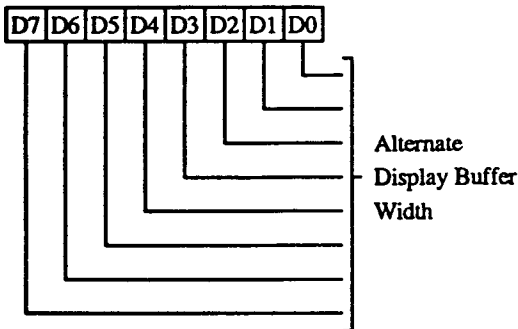 D7 D6 D5 D4 D3 D2 D1 D0
Alternate
Display Buffer
Width